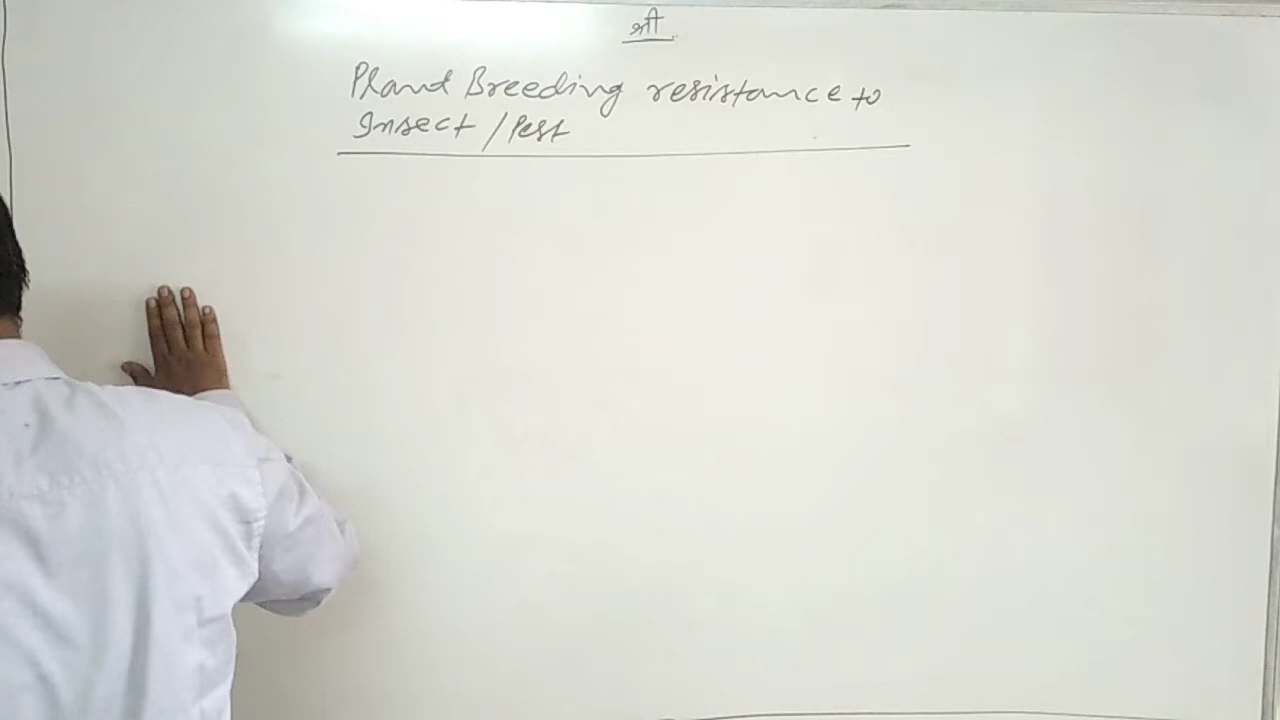 श्री
Plant Breeding resistance to
Insect / Pest